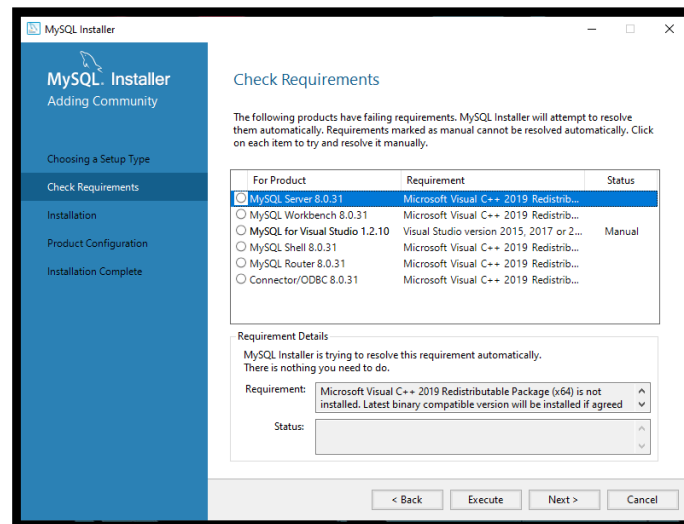 MySQL Installer
MySQL. Installer
Adding Community
Choosing a Setup Type
Check Requirements
Installation
Product Configuration
Installation Complete
Check Requirements
The following products have failing requirements. MySQL Installer will attempt to resolve
them automatically. Requirements marked as manual cannot be resolved automatically. Click
on each item to try and resolve it manually.
For Product Requirement Status
MySQL Server 8.0.31 Microsoft Visual C++ 2019 Redistrib...
MySQL Workbench 8.0.31 Microsoft Visual C++ 2019 Redistrib...
MySQL for Visual Studio 1.2.10 Visual Studio version 2015, 2017 or 2... Manual
MySQL Shell 8.0.31 Microsoft Visual C++ 2019 Redistrib...
MySQL Router 8.0.31 Microsoft Visual C++ 2019 Redistrib...
Connector/ODBC 8.0.31 Microsoft Visual C++ 2019 Redistrib...
Requirement Details
MySQL Installer is trying to resolve this requirement automatically.
There is nothing you need to do.
Requirement: Microsoft Visual C++ 2019 Redistributable Package (x64) is not
installed. Latest binary compatible version will be installed if agreed
Status:
< Back Execute Next > Cancel